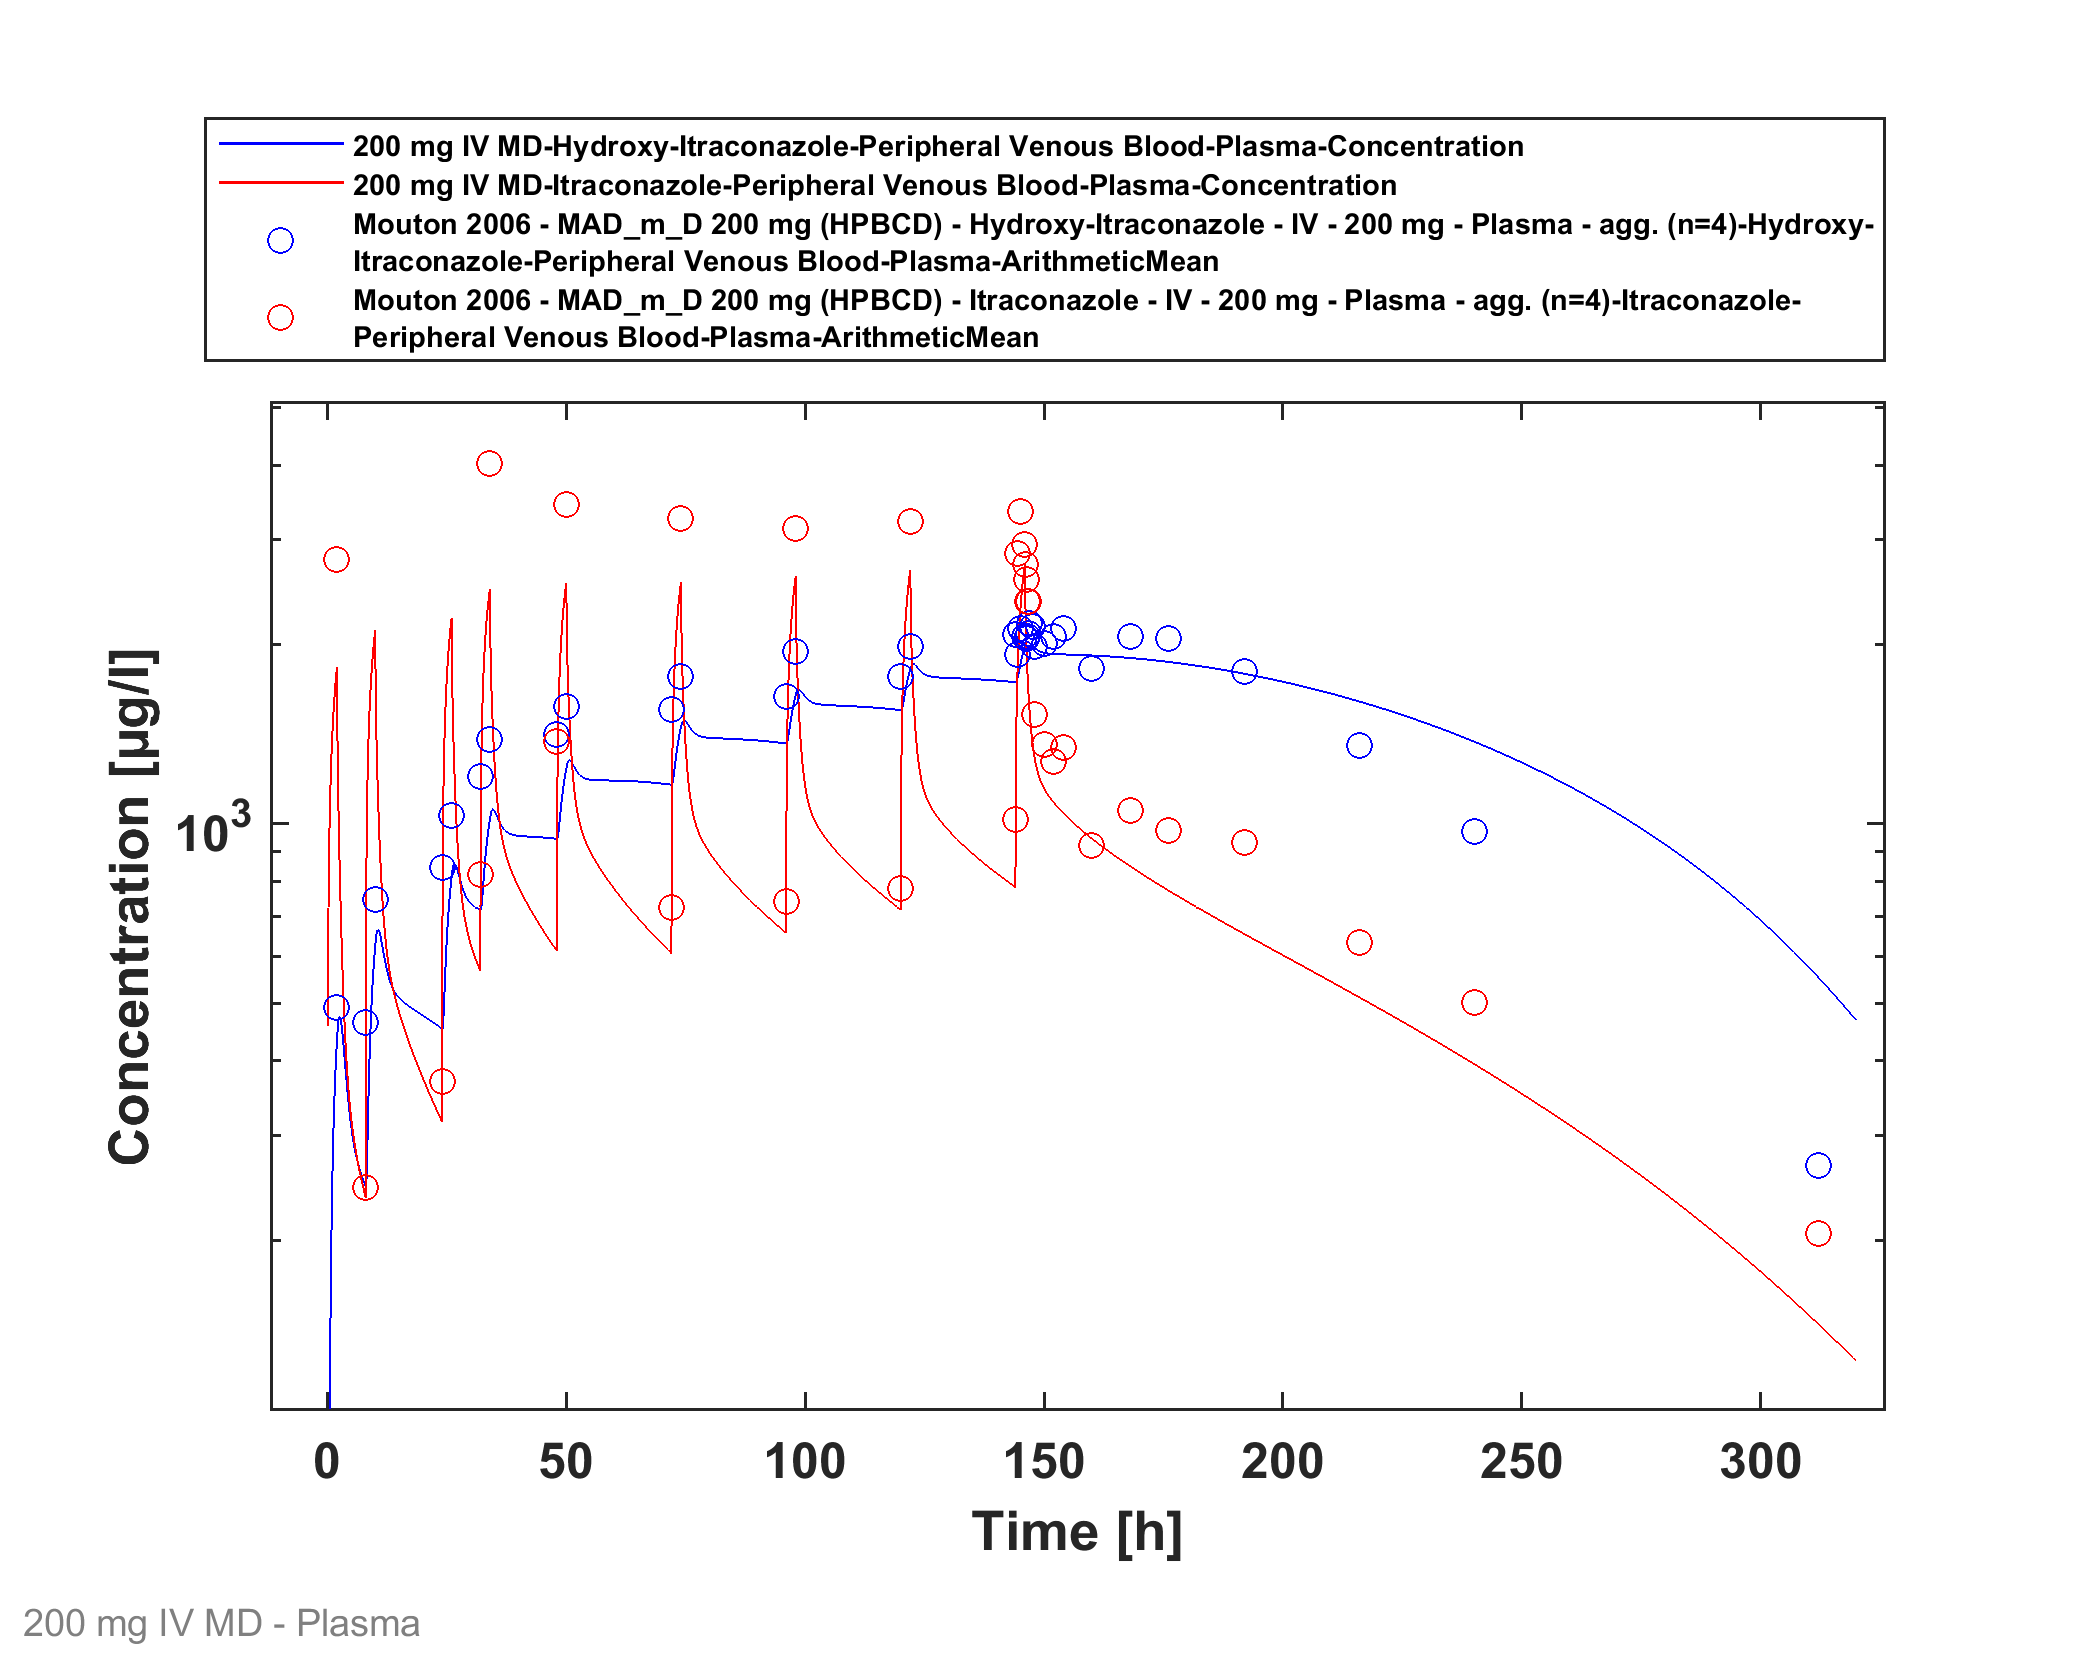 200 mg IV MD-Hydroxy-Itraconazole-Peripheral Venous Blood-Plasma-Concentration
200 mg IV MD-Itraconazole-Peripheral Venous Blood-Plasma-Concentration
Mouton 2006 - MAD_m_D 200 mg (HPBCD) - Hydroxy-Itraconazole - IV - 200 mg - Plasma - agg. (n=4)-Hydroxy-
Itraconazole-Peripheral Venous Blood-Plasma-ArithmeticMean
Mouton 2006 - MAD_m_D 200 mg (HPBCD) - Itraconazole - IV - 200 mg - Plasma - agg. (n=4)-Itraconazole-
Peripheral Venous Blood-Plasma-ArithmeticMean
Concentration [µg/l]
10³
0 50 100 150 200 250 300
Time [h]
200 mg IV MD - Plasma